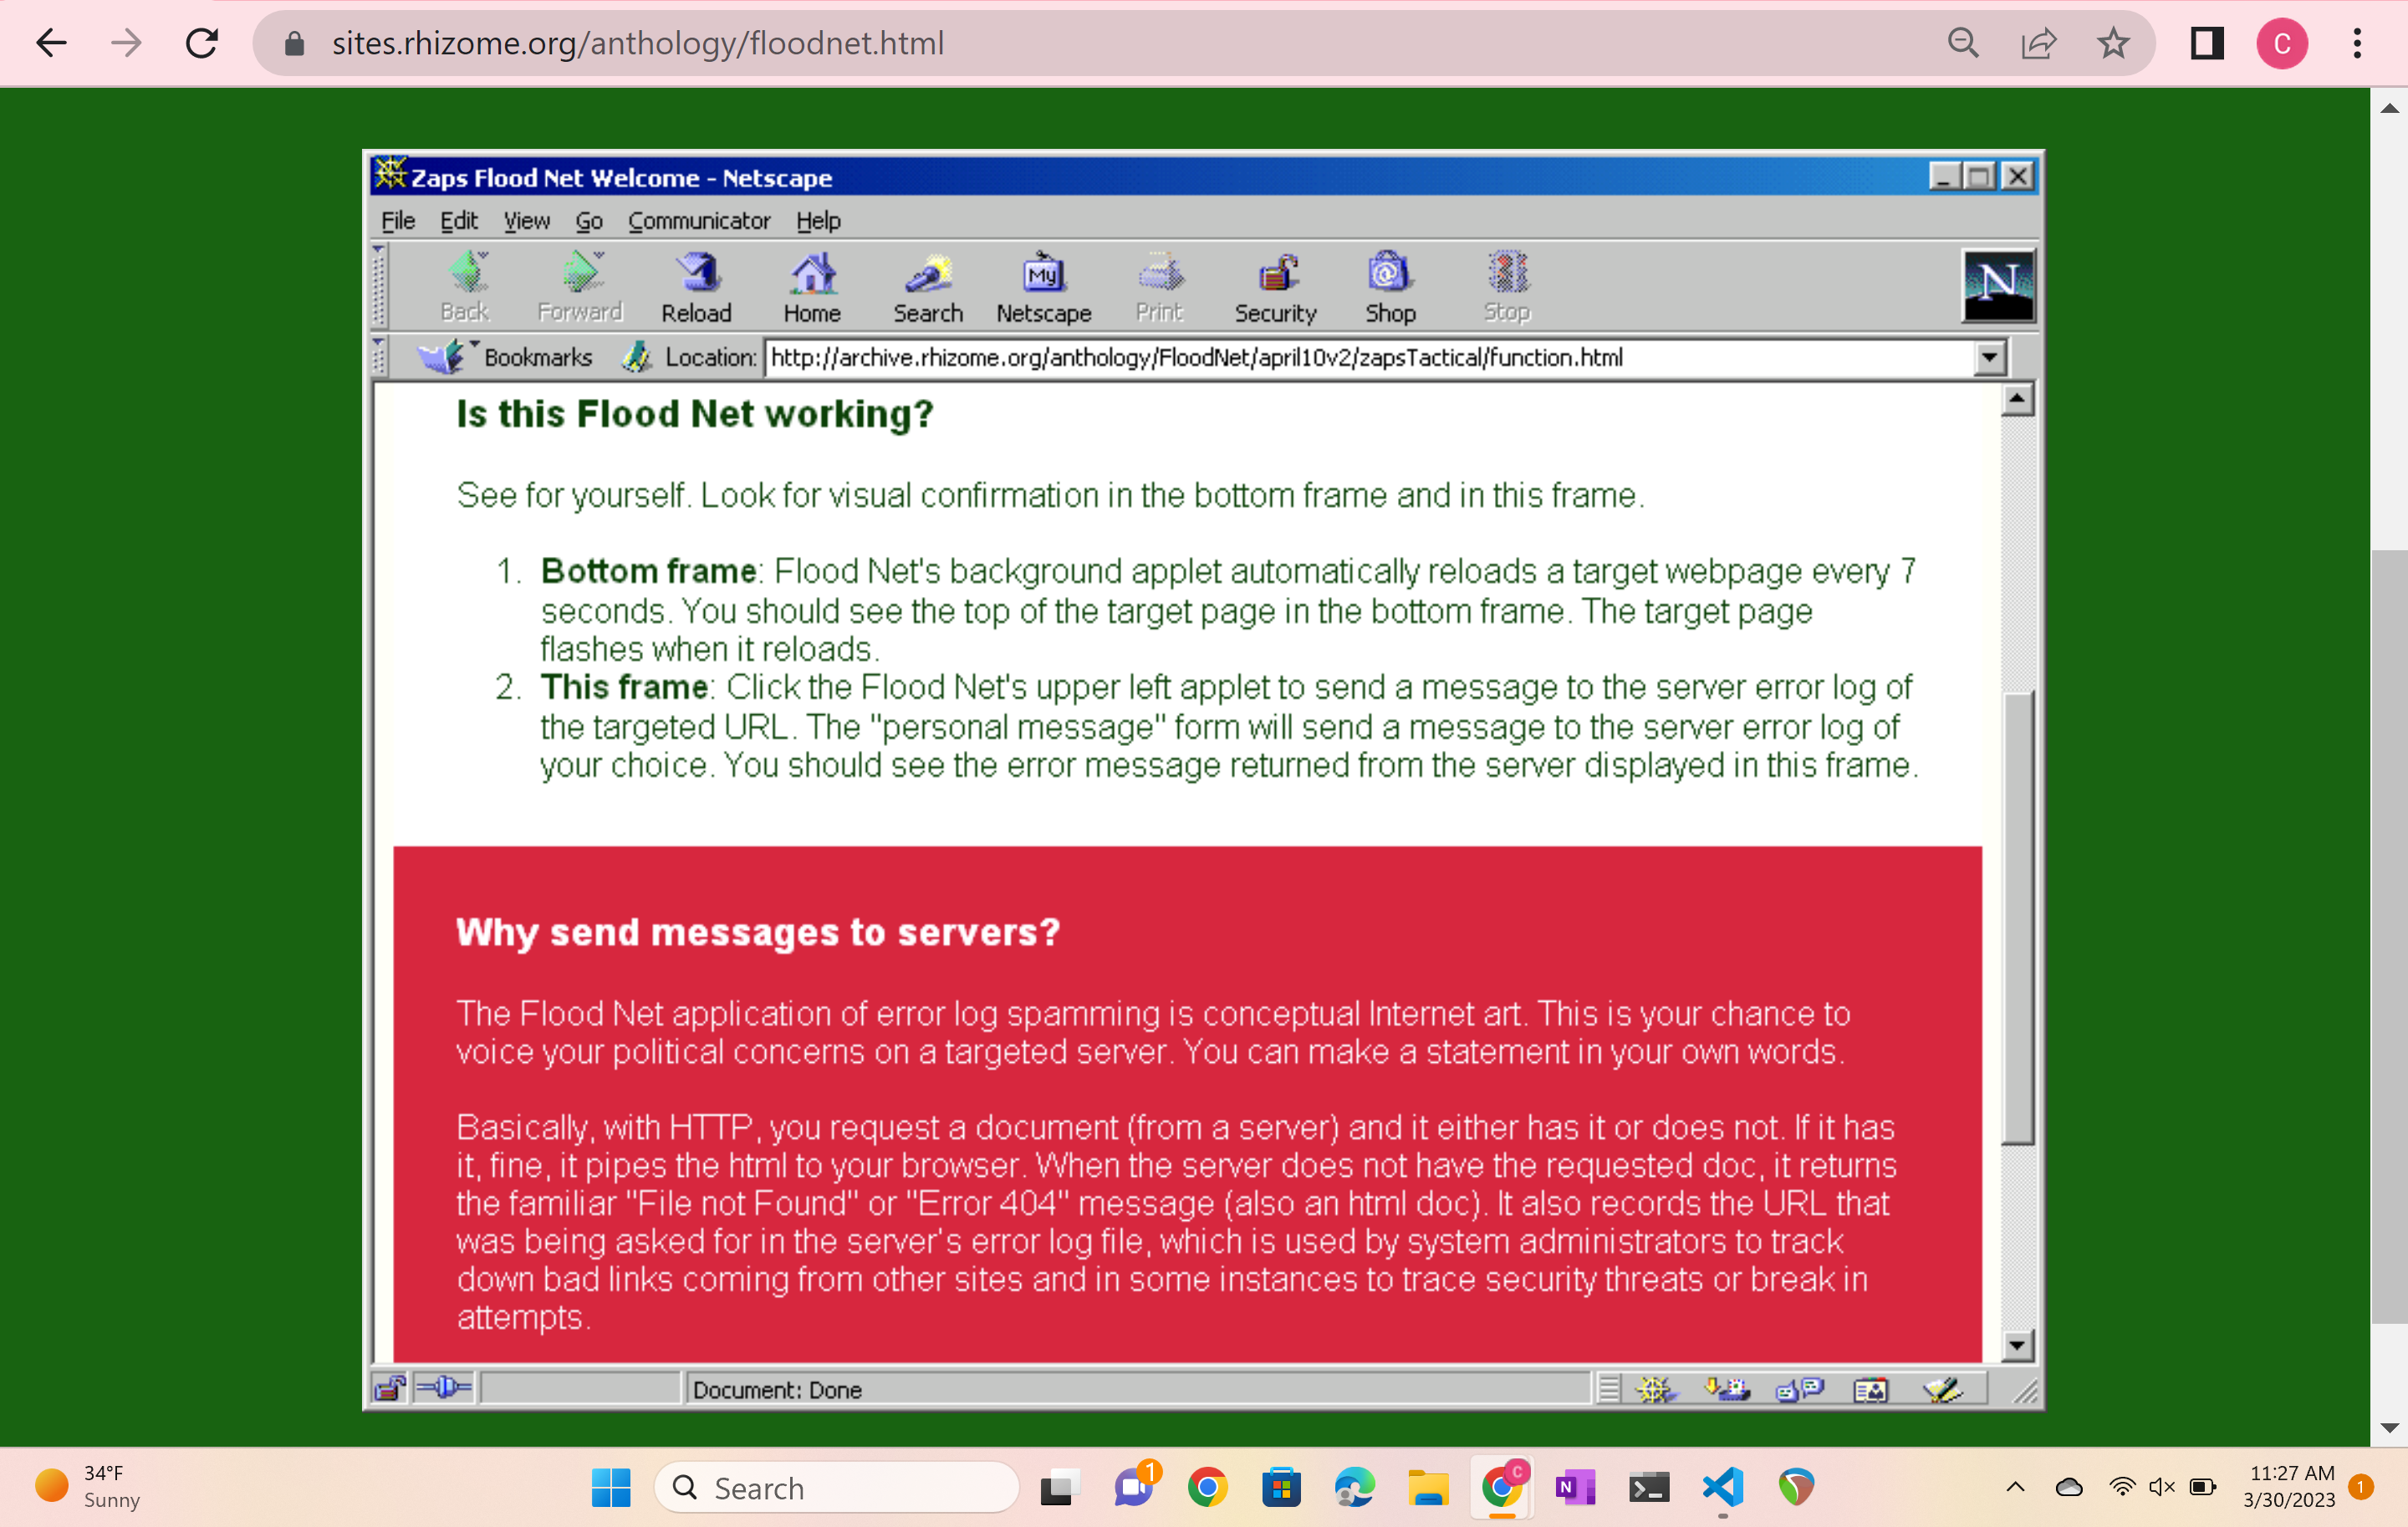 sites.rhizome.org/anthology/floodnet.html
C
Zaps Flood Net Welcome - Netscape
File Edit View Go Communicator Help
My
N
Back Forward Reload Home Search Netscape Print Security Shop Stop
Bookmarks Location: http://archive.rhizome.org/anthology/FloodNet/april10v2/zapsTactical/function.html
Is this Flood Net working?
See for yourself. Look for visual confirmation in the bottom frame and in this frame.
1. Bottom frame: Flood Net's background applet automatically reloads a target webpage every 7
seconds. You should see the top of the target page in the bottom frame. The target page
flashes when it reloads.
2. This frame: Click the Flood Net's upper left applet to send a message to the server error log of
the targeted URL. The "personal message" form will send a message to the server error log of
your choice. You should see the error message returned from the server displayed in this frame.
Why send messages to servers?
The Flood Net application of error log spamming is conceptual Internet art. This is your chance to
voice your political concerns on a targeted server. You can make a statement in your own words.
Basically, with HTTP, you request a document (from a server) and it either has it or does not. If it has
it, fine, it pipes the html to your browser. When the server does not have the requested doc, it returns
the familiar "File not Found" or "Error 404" message (also an html doc). It also records the URL that
was being asked for in the server's error log file, which is used by system administrators to track
down bad links coming from other sites and in some instances to trace security threats or break in
attempts.
Document: Done
34°F
Sunny
Search
1
C
N
11:27 AM
3/30/2023
1